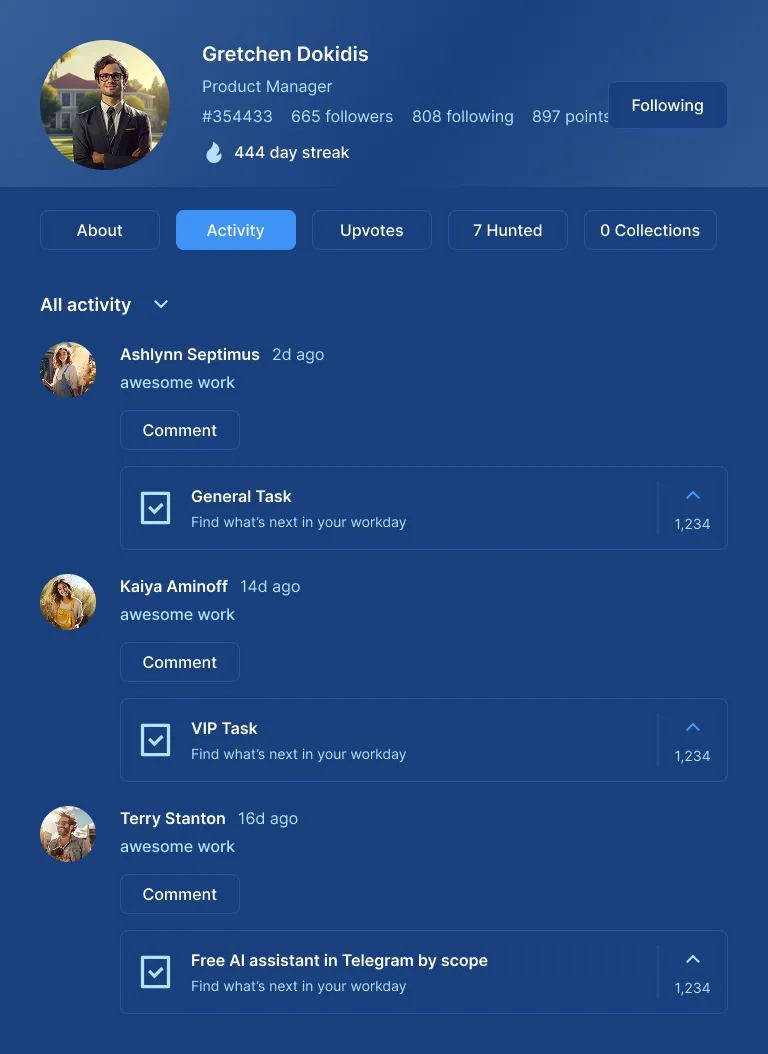 Gretchen Dokidis
Product Manager
#354433 665 followers 808 following 897 points
Following
444 day streak
About Activity Upvotes 7 Hunted 0 Collections
All activity
Ashlynn Septimus 2d ago
awesome work
Comment
General Task
Find what’s next in your workday
1,234
Kaiya Aminoff 14d ago
awesome work
Comment
VIP Task
Find what’s next in your workday
1,234
Terry Stanton 16d ago
awesome work
Comment
Free AI assistant in Telegram by scope
Find what’s next in your workday
1,234